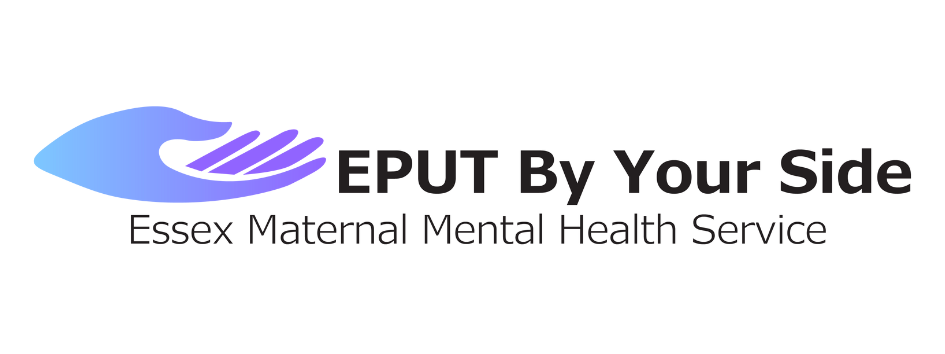 EPUT By Your Side
Essex Maternal Mental Health Service